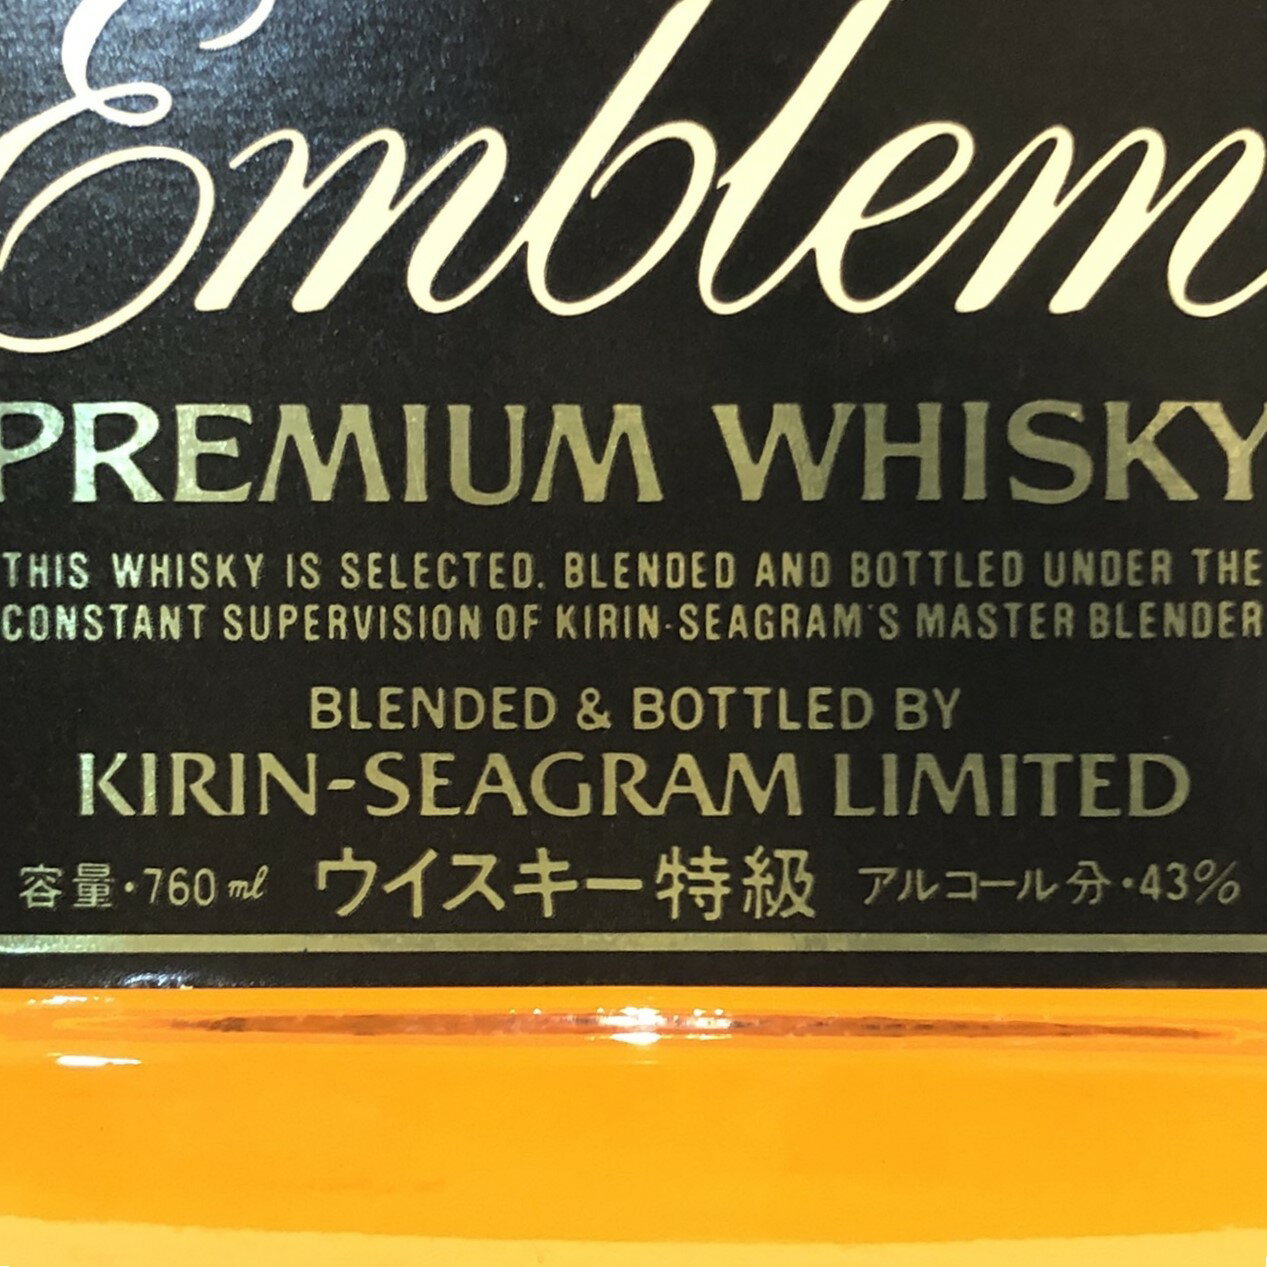 Emblem
PREMIUM WHISKY
THIS WHISKY IS SELECTED. BLENDED AND BOTTLED UNDER THE
CONSTANT SUPERVISION OF KIRIN-SEAGRAM'S MASTER BLENDER
BLENDED & BOTTLED BY
KIRIN-SEAGRAM LIMITED
容量・760ml ウイスキー特級 アルコール分・43%